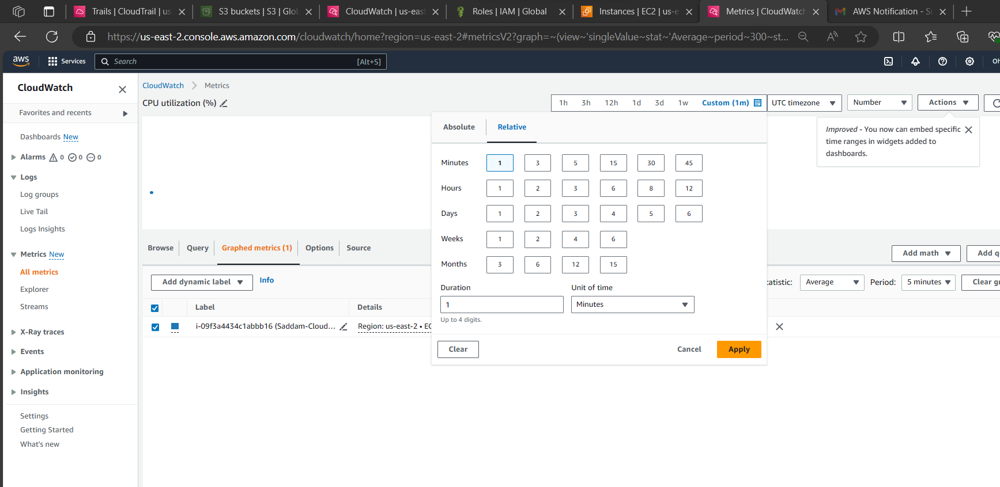 Trails | CloudTrail | us
S3 buckets | S3 | Glo
CloudWatch | us-east
Roles | IAM | Global
Instances | EC2 | us-e
Metrics | CloudWatch
AWS Notification - Su
https://us-east-2.console.aws.amazon.com/cloudwatch/home?region=us-east-2#metricsV2?graph=~(view~'singleValue~stat~'Average~period~300~st...
aws
Services
Search
[Alt+S]
Oh
CloudWatch
Favorites and recents
Dashboards New
Alarms 0 0 0
Logs
Log groups
Live Tail
Logs Insights
Metrics New
All metrics
Explorer
Streams
X-Ray traces
Events
Application monitoring
Insights
Settings
Getting Started
What's new
CloudWatch
Metrics
CPU utilization (%)
1h 3h 12h 1d 3d 1w Custom (1m)
UTC timezone
Number
Actions
Improved - You now can embed specific
time ranges in widgets added to
dashboards.
Absolute
Relative
Minutes 1 3 5 15 30 45
Hours 1 2 3 6 8 12
Days 1 2 3 4 5 6
Weeks 1 2 4 6
Months 3 6 12 15
Duration
Unit of time
1
Minutes
Up to 4 digits.
Clear
Cancel
Apply
Browse
Query
Graphed metrics (1)
Options
Source
Add math
Add q
Add dynamic label
Info
tatistic:
Average
Period:
5 minutes
Clear g
Label
Details
i-09f3a4434c1abbb16 (Saddam-Cloud...
Region: us-east-2 • EC